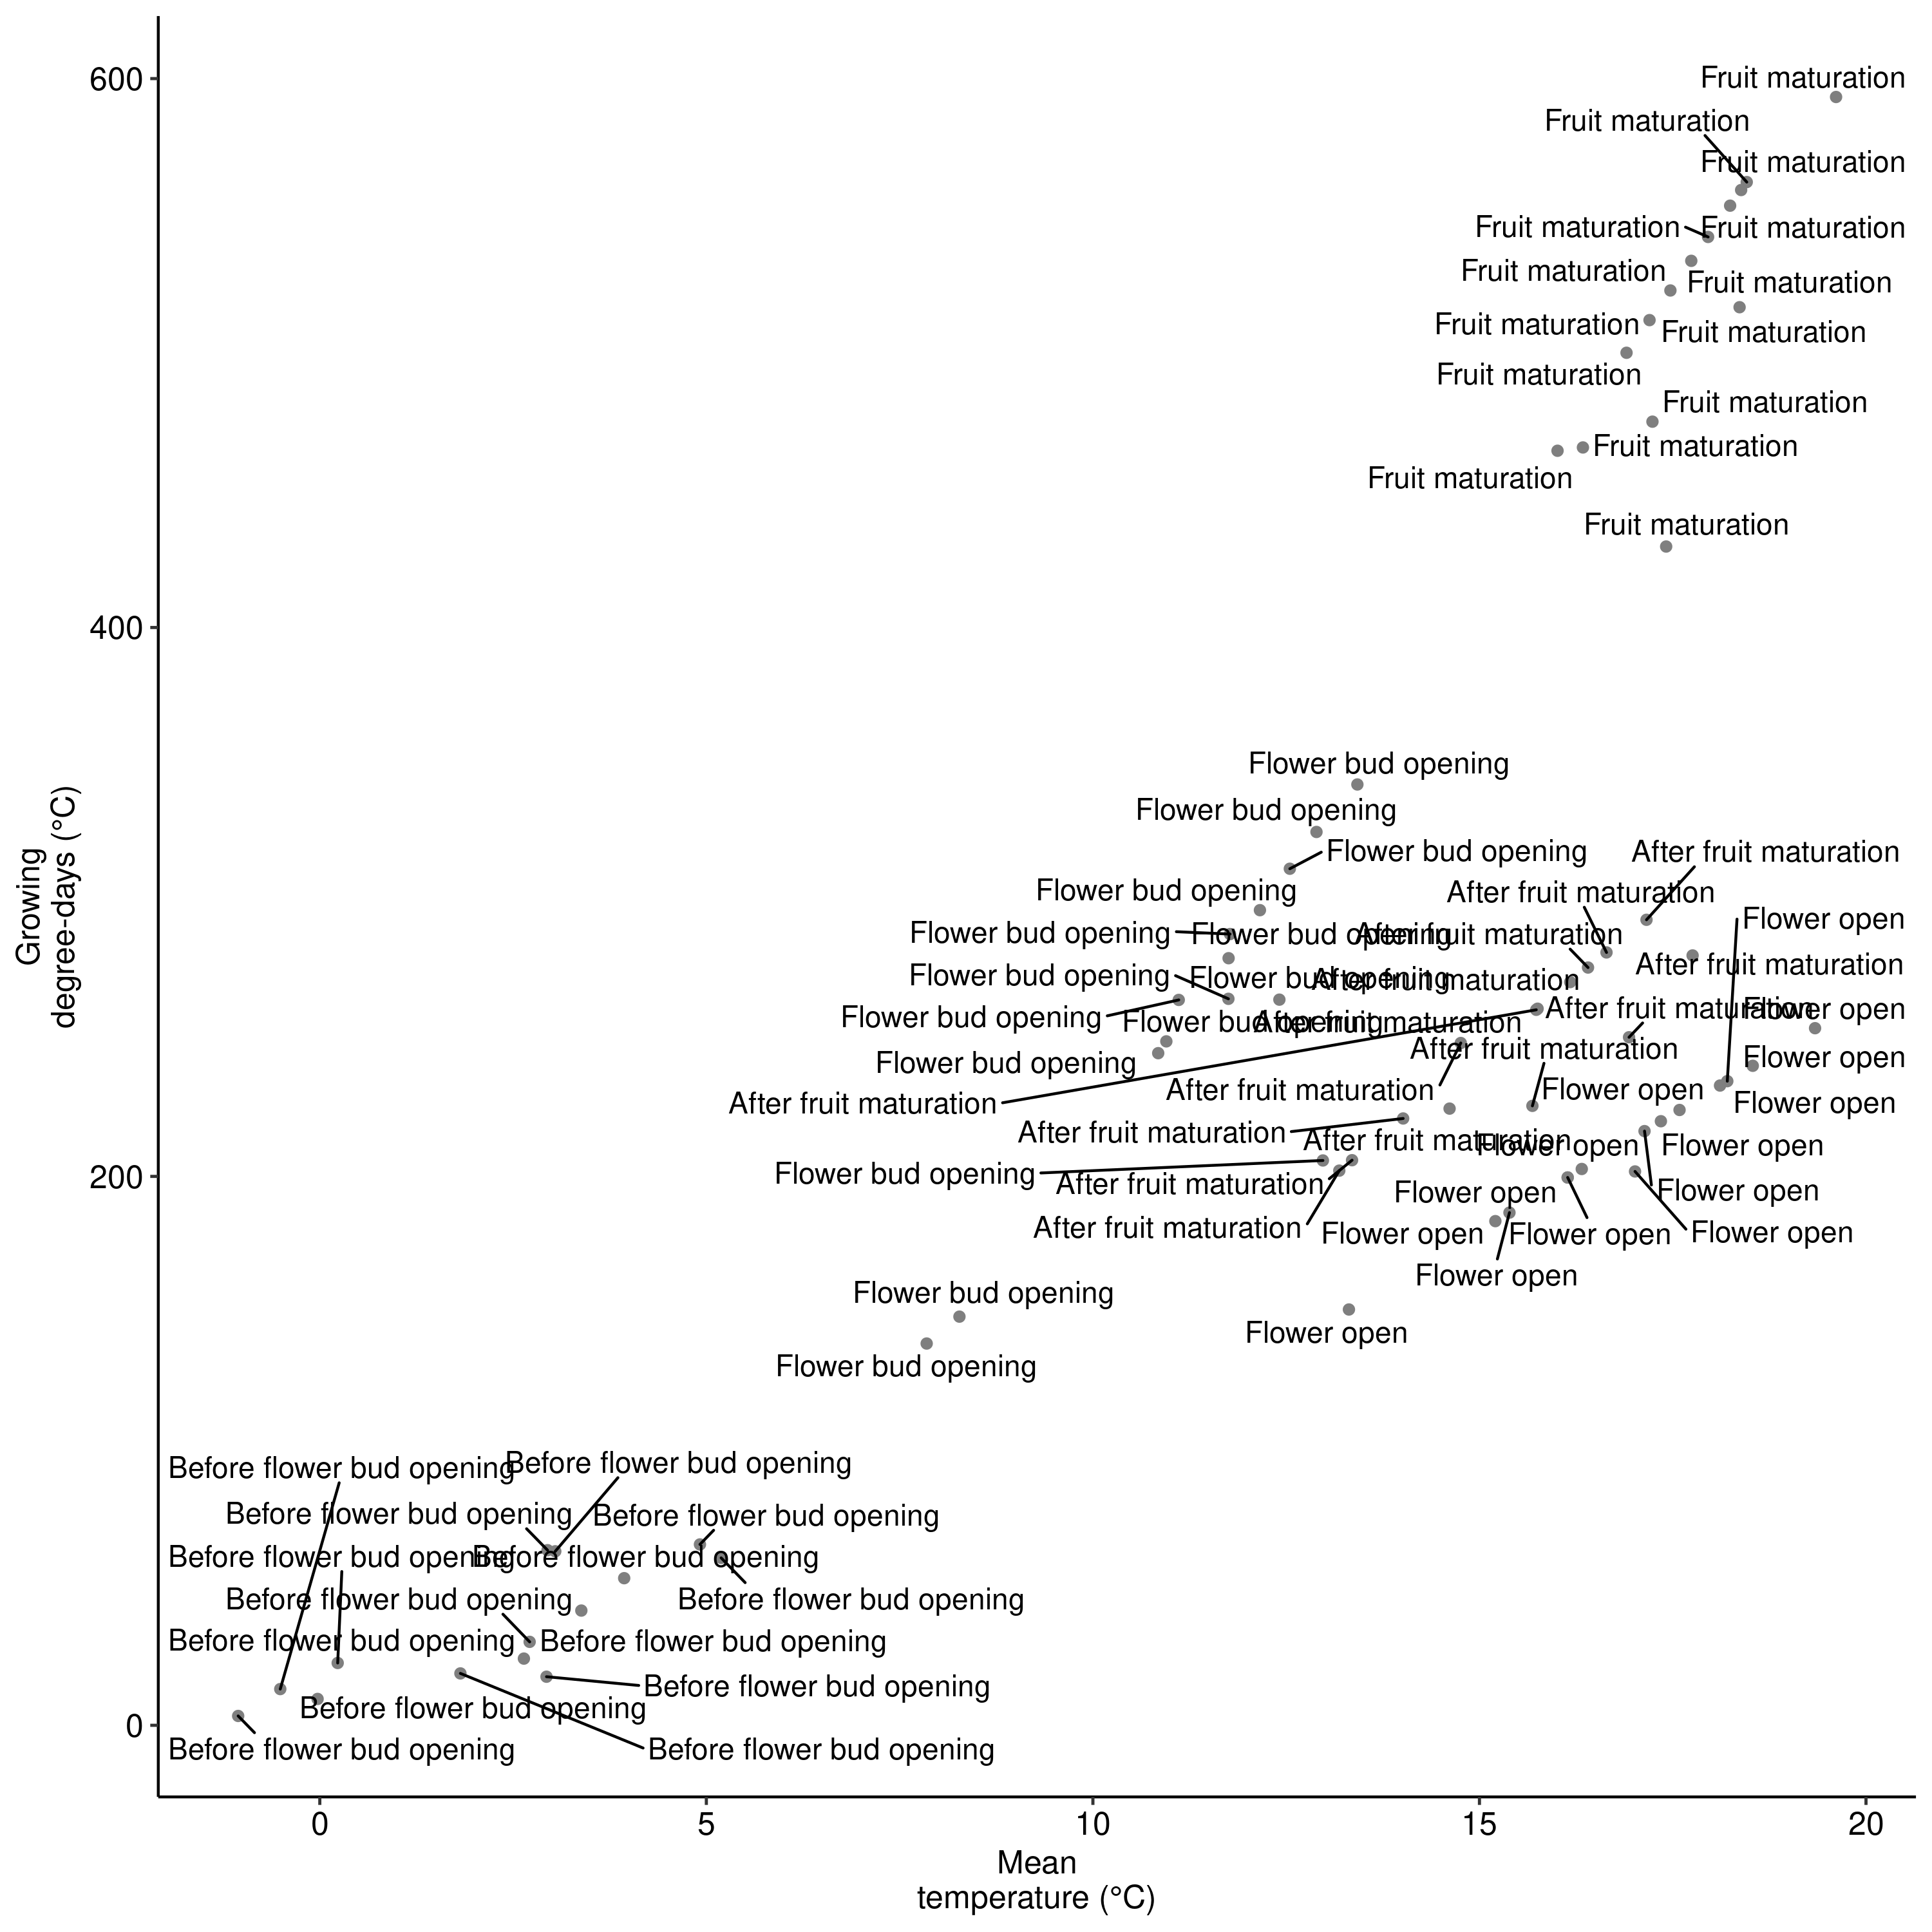 600
Fruit maturation
Fruit maturation
Fruit maturation
Fruit maturation
Fruit maturation
Fruit maturation
Fruit maturation
Fruit maturation
Fruit maturation
Fruit maturation
Fruit maturation
Fruit maturation
Fruit maturation
Fruit maturation
400
Flower bud opening
Flower bud opening
Flower bud opening
After fruit maturation
Flower bud opening
After fruit maturation
Flower open
Flower bud opening
Flower bud opening
After fruit maturation
After fruit maturation
Flower bud opening
Flower bud opening
After fruit maturation
After fruit maturation
Flower open
Flower bud opening
Flower bud opening
After fruit maturation
After fruit maturation
Flower open
Flower bud opening
After fruit maturation
Flower open
After fruit maturation
Flower open
After fruit maturation
After fruit maturation
Flower open
Flower open
200
Flower bud opening
After fruit maturation
Flower open
Flower open
After fruit maturation
Flower open
Flower open
Flower open
Flower open
Flower bud opening
Flower open
Flower bud opening
Before flower bud opening
Before flower bud opening
Before flower bud opening
Before flower bud opening
Before flower bud opening
Before flower bud opening
Before flower bud opening
Before flower bud opening
Before flower bud opening
Before flower bud opening
Before flower bud opening
Before flower bud opening
0
Before flower bud opening
Before flower bud opening
0
5
10
15
20
Mean
temperature (°C)
Growing
degree-days (°C)